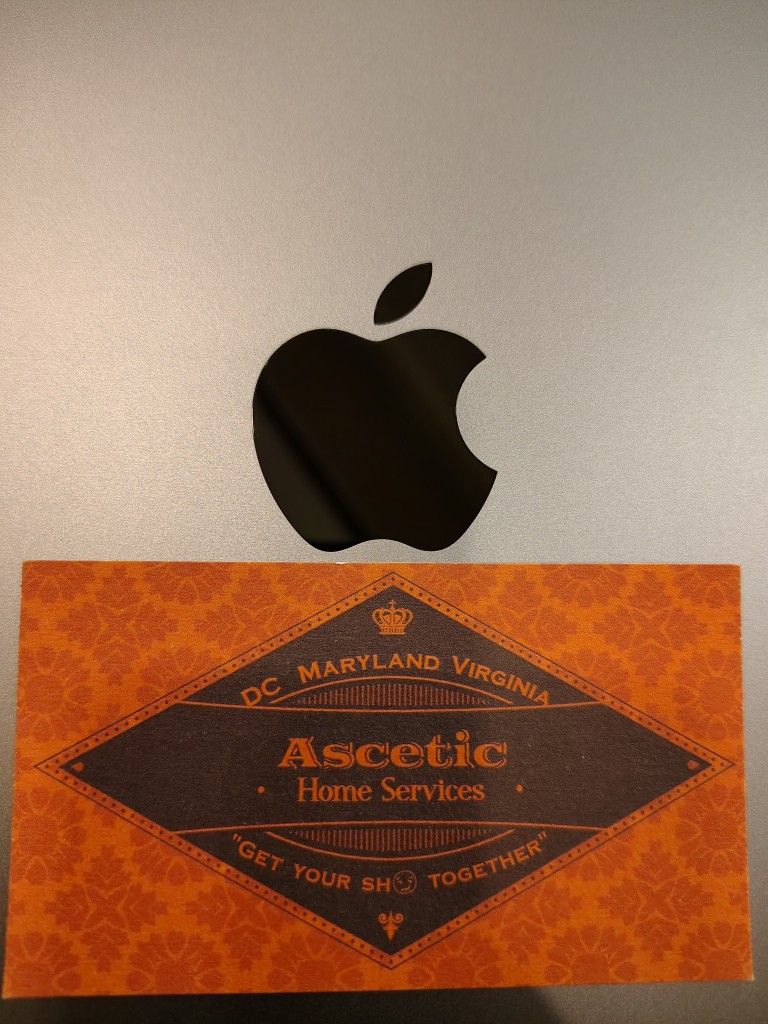 DC MARYLAND VIRGINIA
Ascetic
· Home Services ·
"GET YOUR SH😉 TOGETHER"